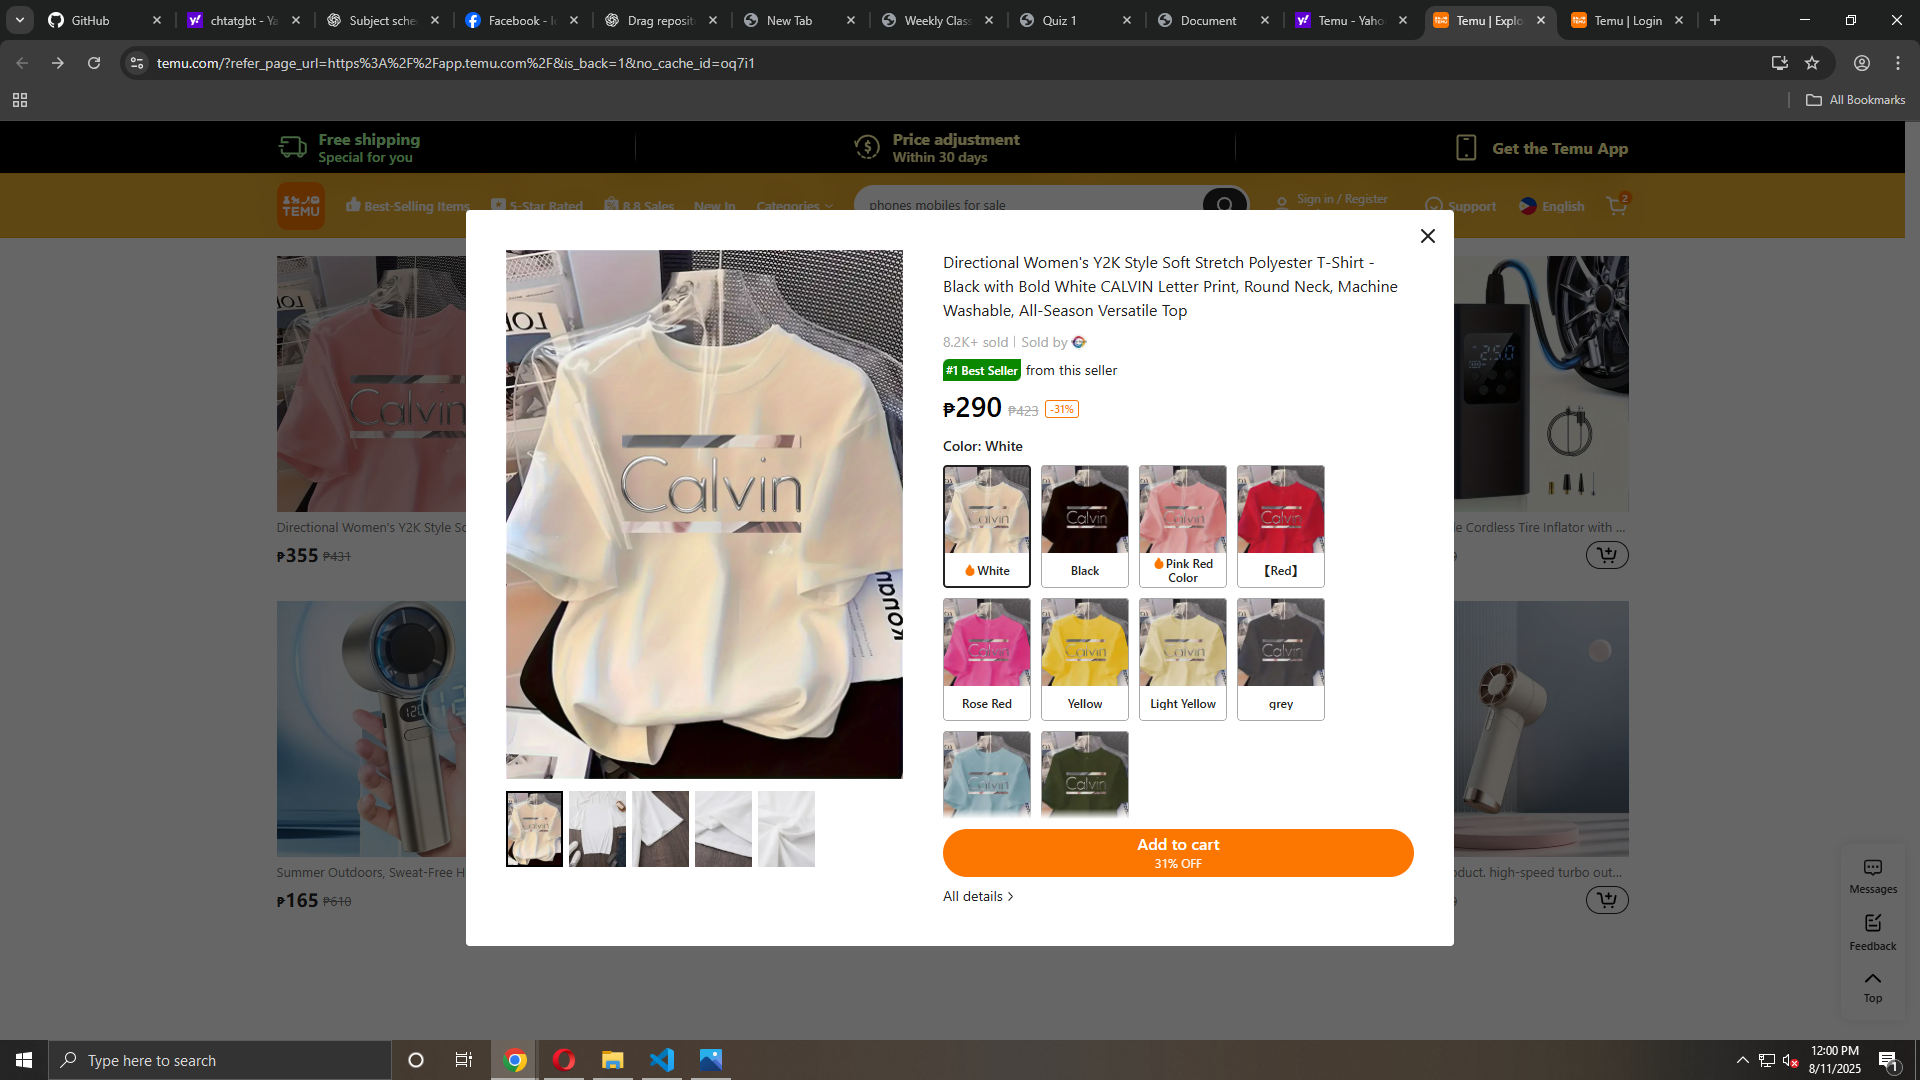 GitHub
chtatgbt - Ya
Subject sche
Facebook - lo
Drag reposit
New Tab
Weekly Class
Quiz 1
Document
Temu - Yaho
Temu | Explo
Temu | Login
temu.com/?refer_page_url=https%3A%2F%2Fapp.temu.com%2F&is_back=1&no_cache_id=oq7i1
All Bookmarks
Free shipping
Special for you
Price adjustment
Within 30 days
Get the Temu App
TEMU
Best-Selling Items
5-Star Rated
8.8 Sales
New In
Categories
phones mobiles for sale
Sign in / Register
Support
English
2
Directional Women's Y2K Style Soft Stretch Polyester T-Shirt -
Black with Bold White CALVIN Letter Print, Round Neck, Machine
Washable, All-Season Versatile Top
8.2K+ sold
Sold by
#1 Best Seller from this seller
₱290 ₱423 -31%
Color: White
Calvin
White
Black
Pink Red
Color
【Red】
Rose Red
Yellow
Light Yellow
grey
Add to cart
31% OFF
All details >
Directional Women's Y2K Style So
₱355 ₱431
Summer Outdoors, Sweat-Free H
₱165 ₱610
e Cordless Tire Inflator with ...
oduct. high-speed turbo out...
Messages
Feedback
Top
Type here to search
12:00 PM
8/11/2025
1